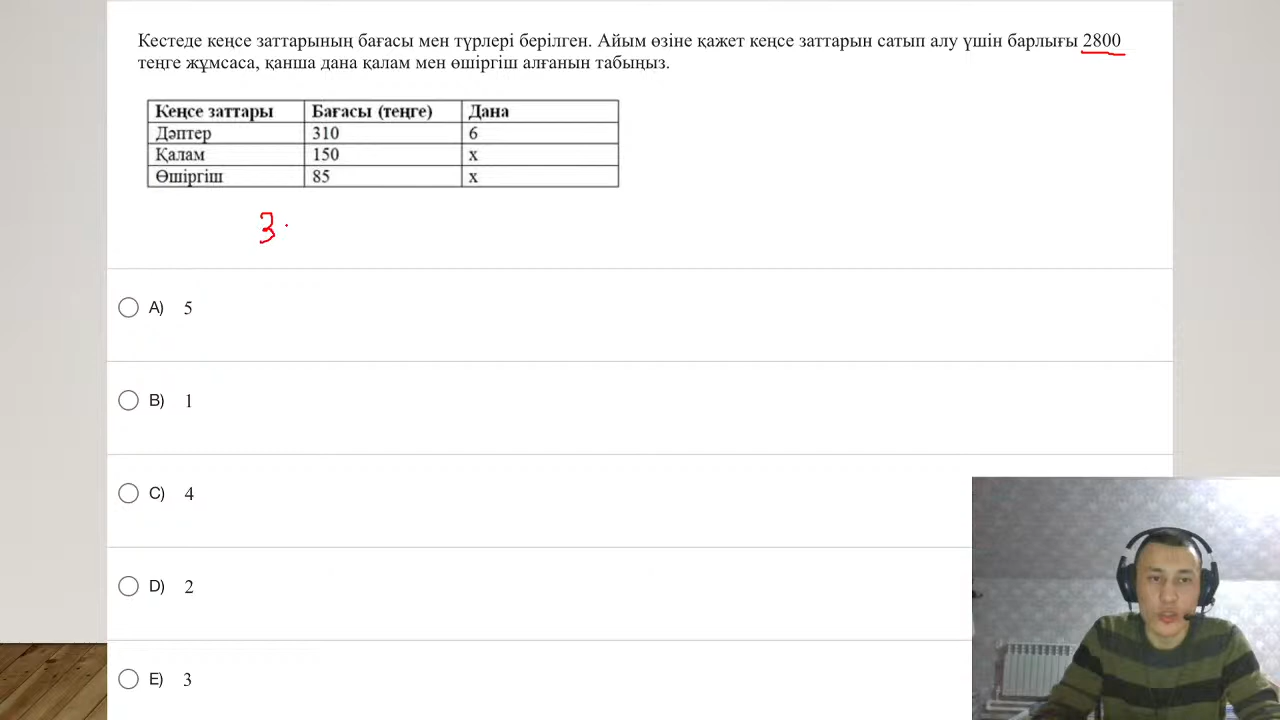 Кестеде кеңсе заттарының бағасы мен түрлері берілген. Айым өзіне қажет кеңсе заттарын сатып алу үшін барлығы 2800
теңге жұмсаса, қанша дана қалам мен өшіргіш алғанын табыңыз.
Кеңсе заттары Бағасы (теңге) Дана
Дәптер 310 6
Қалам 150 x
Өшіргіш 85 x
3 ·
A) 5
B) 1
C) 4
D) 2
E) 3